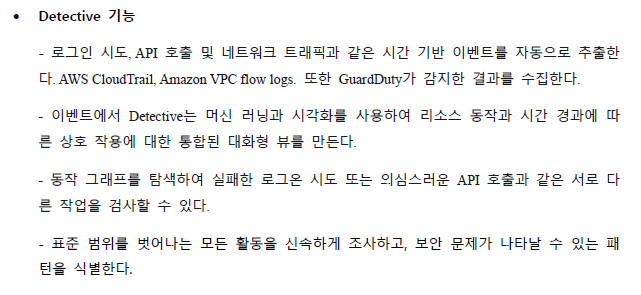 • Detective 기능
- 로그인 시도, API 호출 및 네트워크 트래픽과 같은 시간 기반 이벤트를 자동으로 추출한
다. AWS CloudTrail, Amazon VPC flow logs. 또한 GuardDuty가 감지한 결과를 수집한다.
- 이벤트에서 Detective는 머신 러닝과 시각화를 사용하여 리소스 동작과 시간 경과에 따
른 상호 작용에 대한 통합된 대화형 뷰를 만든다.
- 동작 그래프를 탐색하여 실패한 로그온 시도 또는 의심스러운 API 호출과 같은 서로 다
른 작업을 검사할 수 있다.
- 표준 범위를 벗어나는 모든 활동을 신속하게 조사하고, 보안 문제가 나타날 수 있는 패
턴을 식별한다.